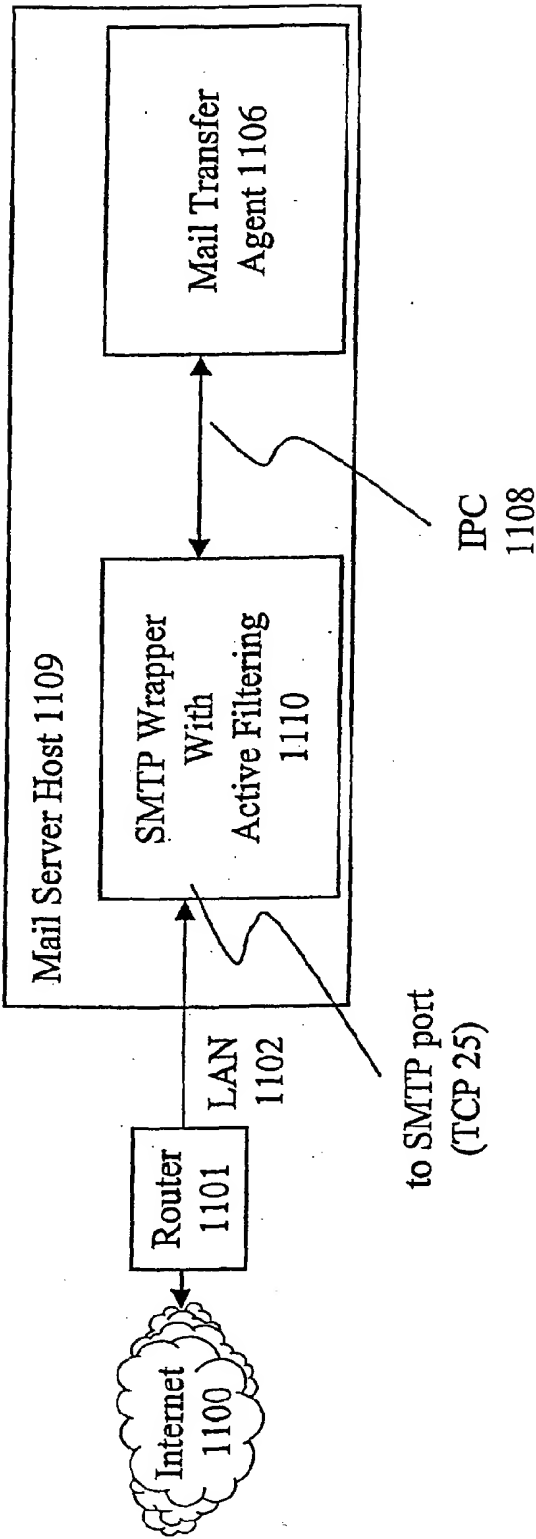 Mail Server Host 1109
Internet
1100
Router
1101
LAN
1102
SMTP Wrapper
With
Active Filtering
1110
Mail Transfer
Agent 1106
to SMTP port
(TCP 25)
IPC
1108